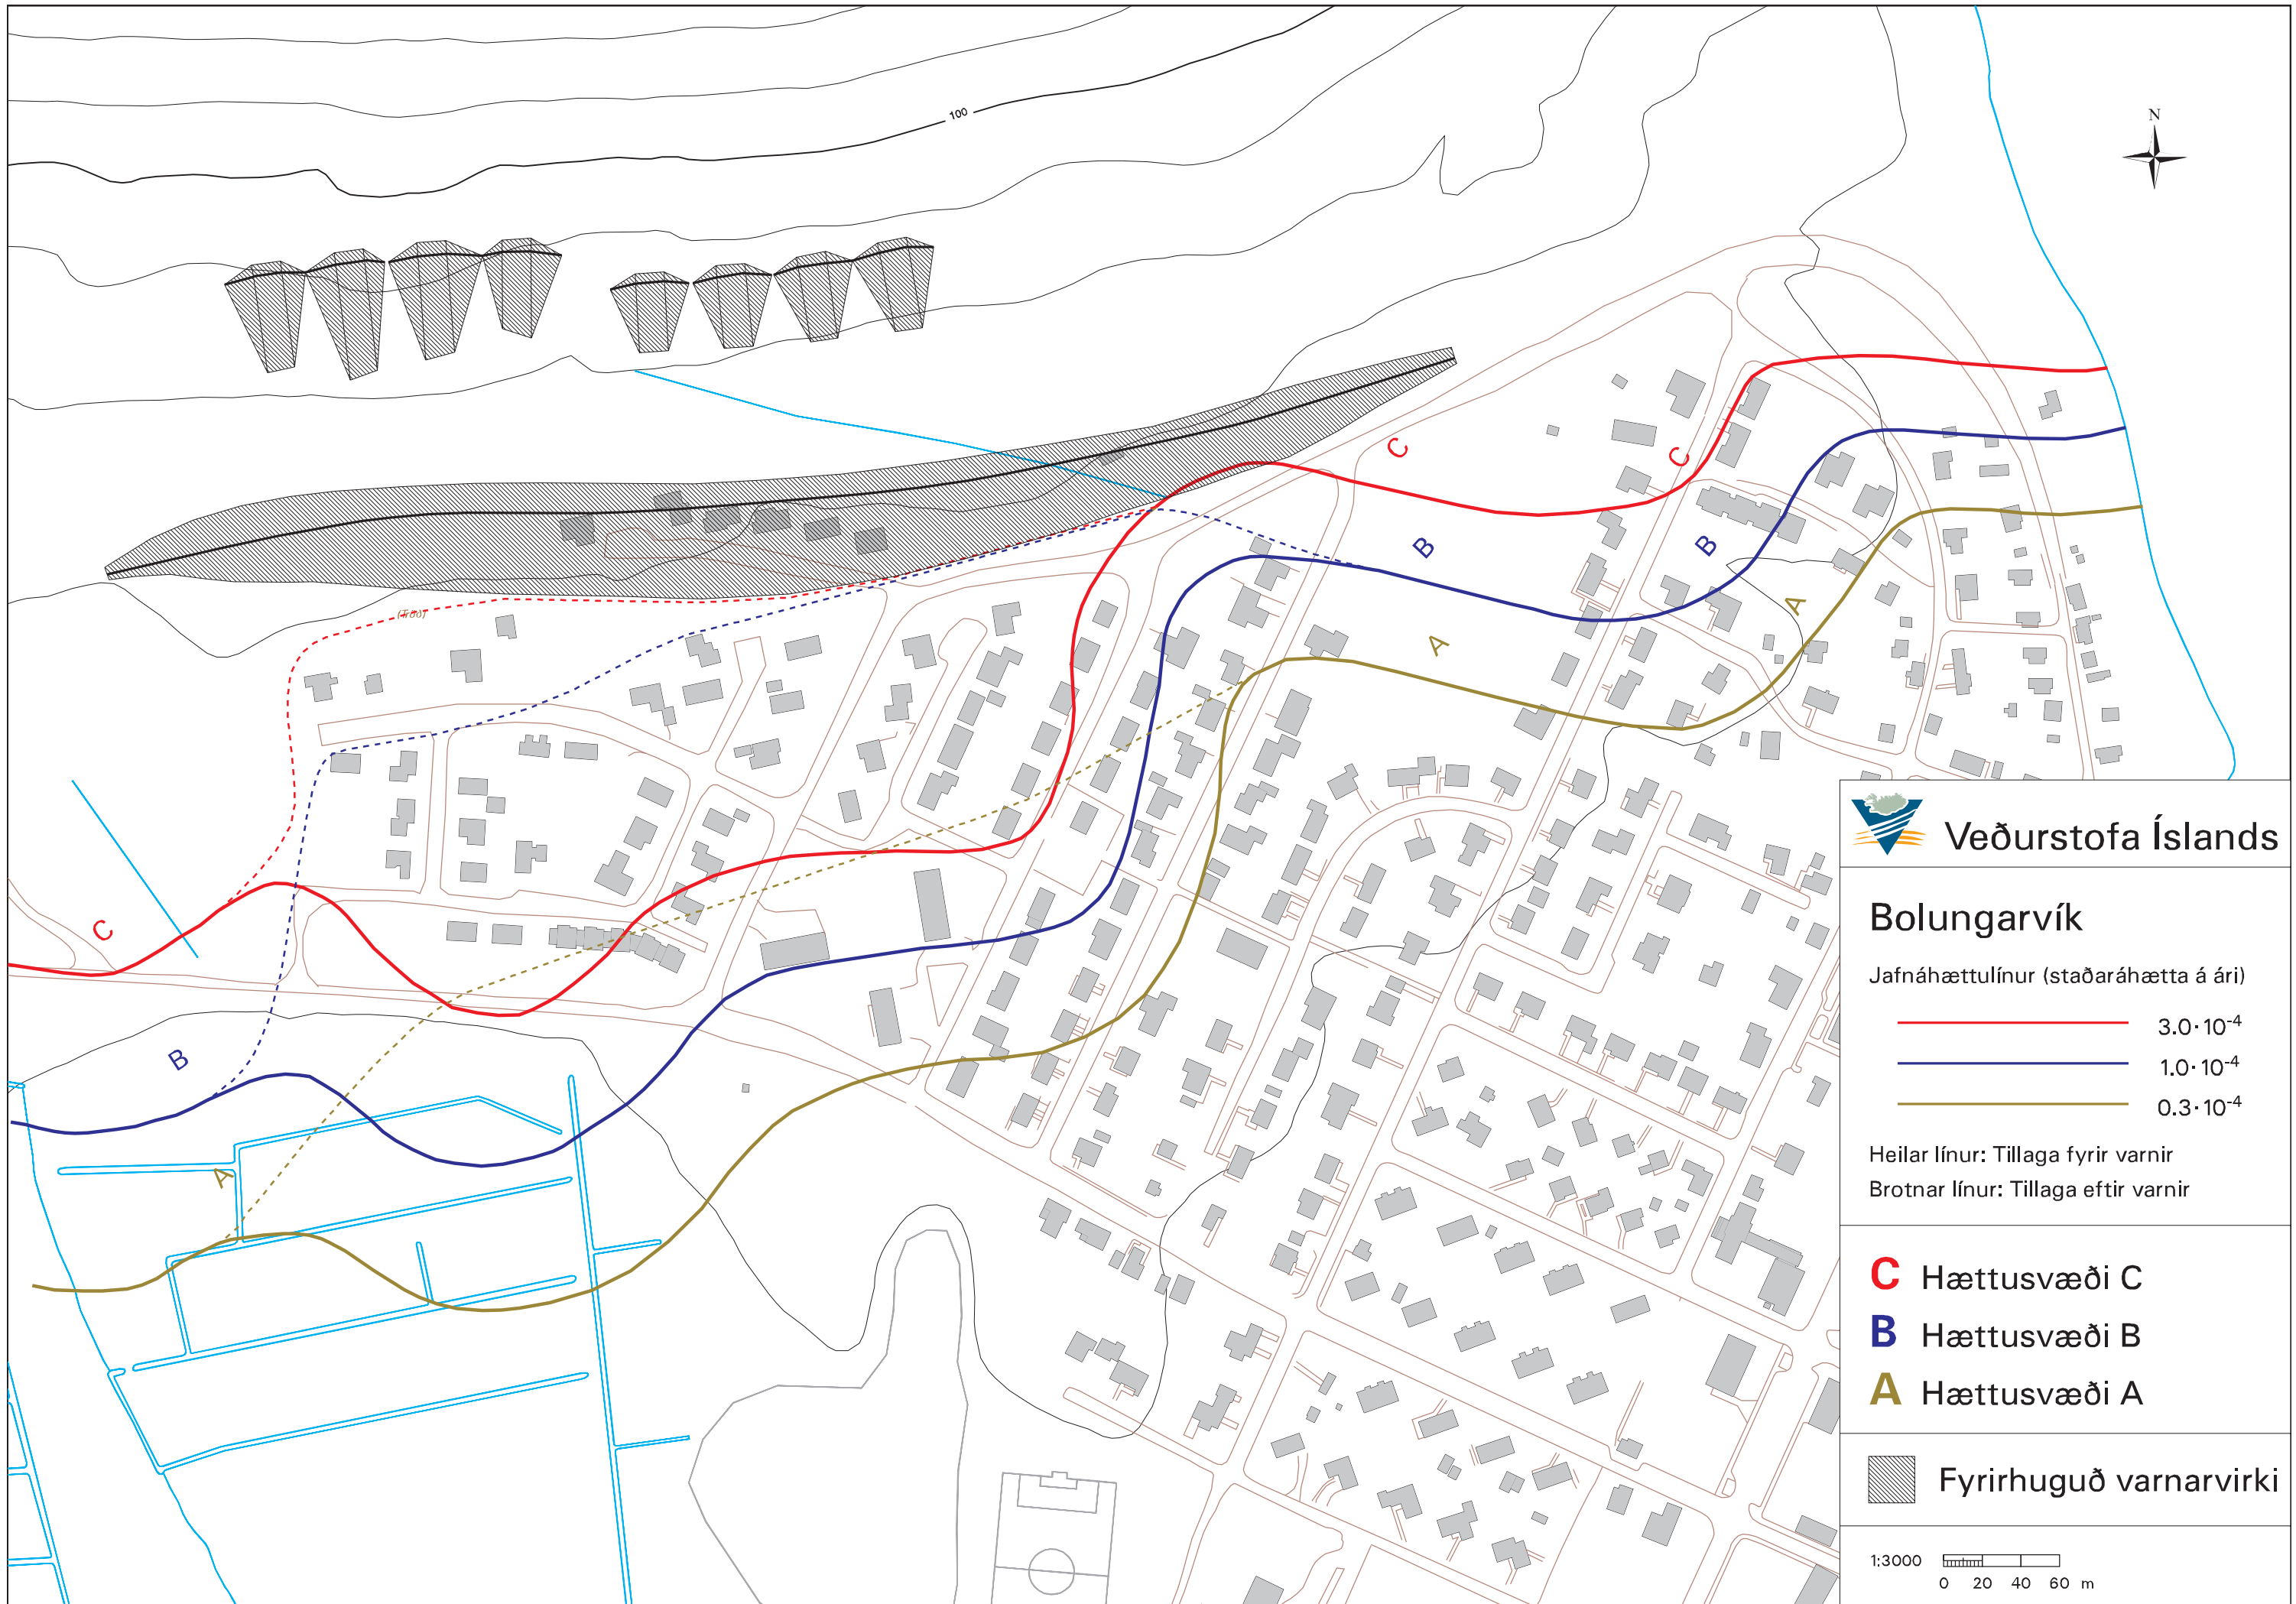 100
N
C
C
(Tröð)
B
B
A
A
C
B
A
Veðurstofa Íslands
Bolungarvík
Jafnáhættulínur (staðaráhætta á ári)
3.0·10⁻⁴
1.0·10⁻⁴
0.3·10⁻⁴
Heilar línur: Tillaga fyrir varnir
Brotnar línur: Tillaga eftir varnir
C Hættusvæði C
B Hættusvæði B
A Hættusvæði A
Fyrirhuguð varnarvirki
1:3000
0 20 40 60 m